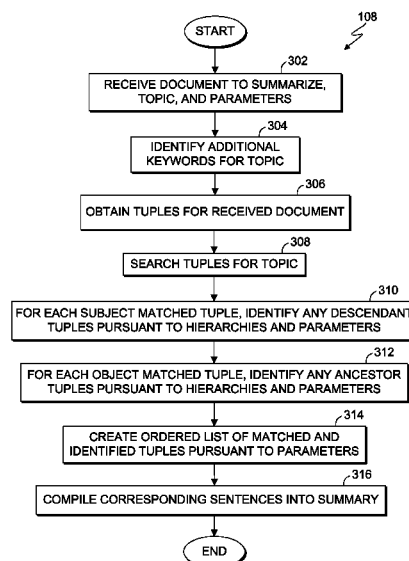 START
108
302
RECEIVE DOCUMENT TO SUMMARIZE,
TOPIC, AND PARAMETERS
304
IDENTIFY ADDITIONAL
KEYWORDS FOR TOPIC
306
OBTAIN TUPLES FOR RECEIVED DOCUMENT
308
SEARCH TUPLES FOR TOPIC
310
FOR EACH SUBJECT MATCHED TUPLE, IDENTIFY ANY DESCENDANT
TUPLES PURSUANT TO HIERARCHIES AND PARAMETERS
312
FOR EACH OBJECT MATCHED TUPLE, IDENTIFY ANY ANCESTOR
TUPLES PURSUANT TO HIERARCHIES AND PARAMETERS
314
CREATE ORDERED LIST OF MATCHED AND
IDENTIFIED TUPLES PURSUANT TO PARAMETERS
316
COMPILE CORRESPONDING SENTENCES INTO SUMMARY
END